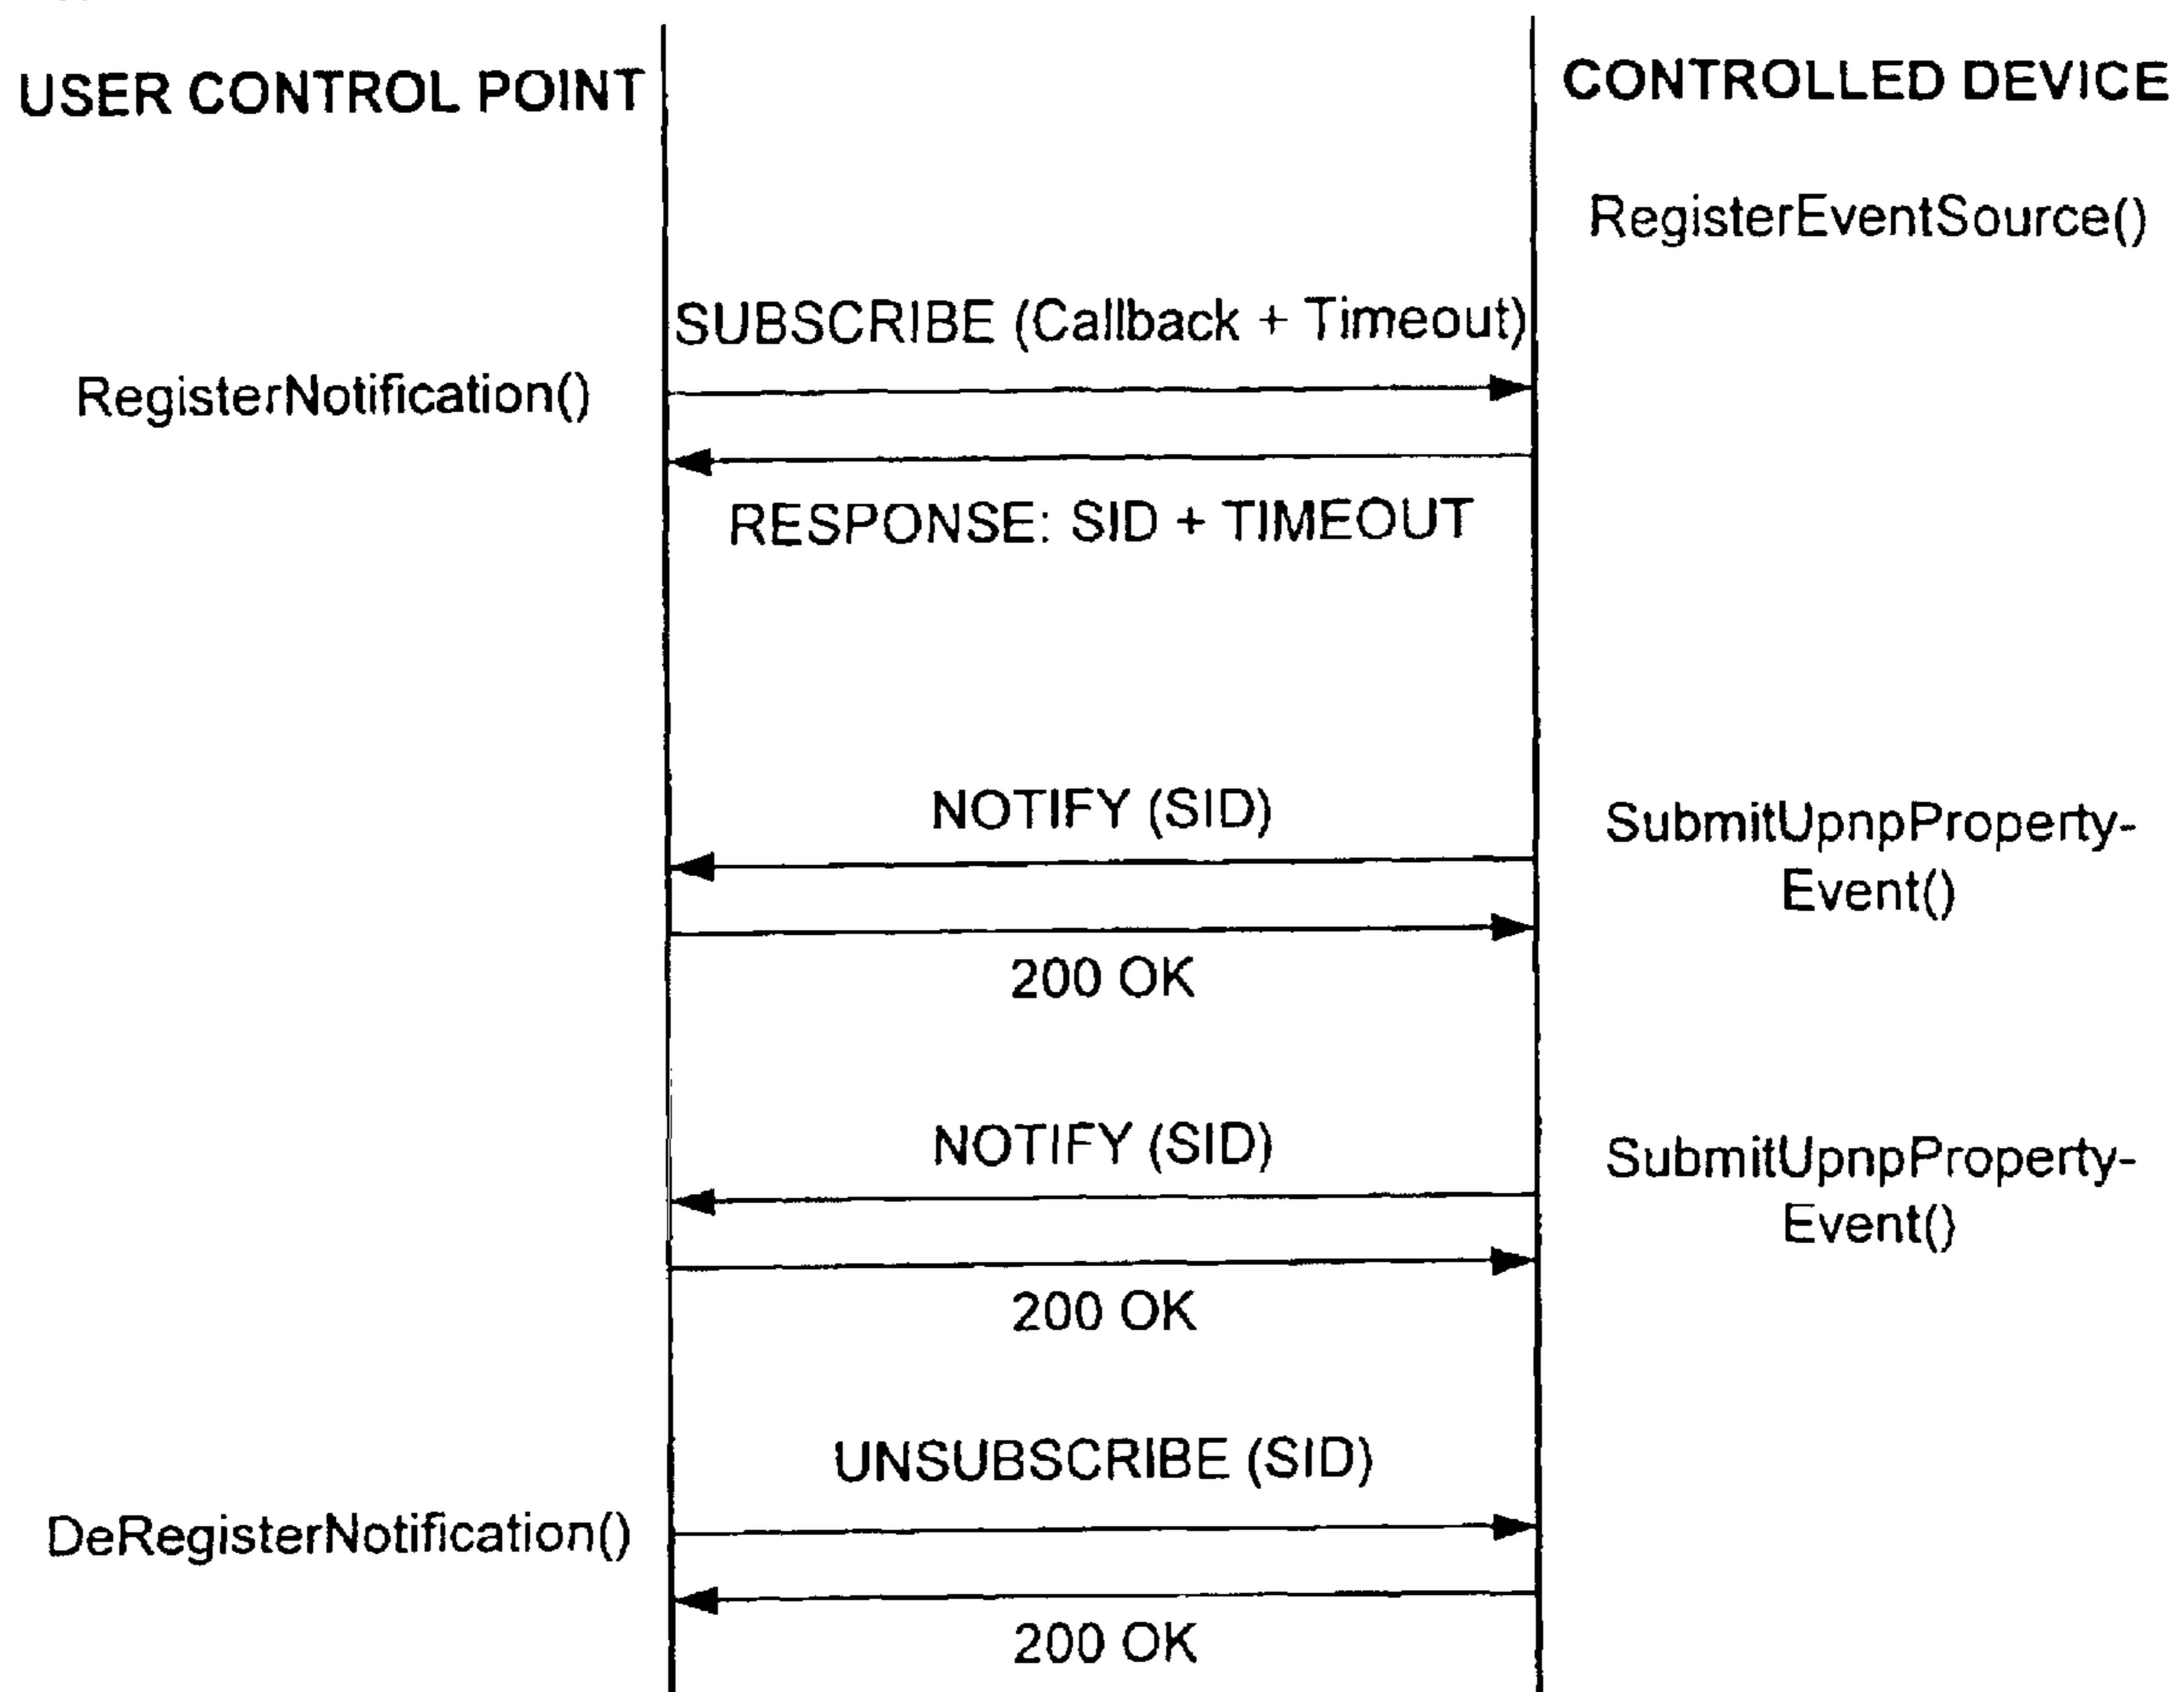 USER CONTROL POINT
CONTROLLED DEVICE
RegisterEventSource()
SUBSCRIBE (Callback + Timeout)
RegisterNotification()
RESPONSE: SID + TIMEOUT
NOTIFY (SID)
SubmitUpnpProperty-
Event()
200 OK
NOTIFY (SID)
SubmitUpnpProperty-
Event()
200 OK
UNSUBSCRIBE (SID)
DeRegisterNotification()
200 OK